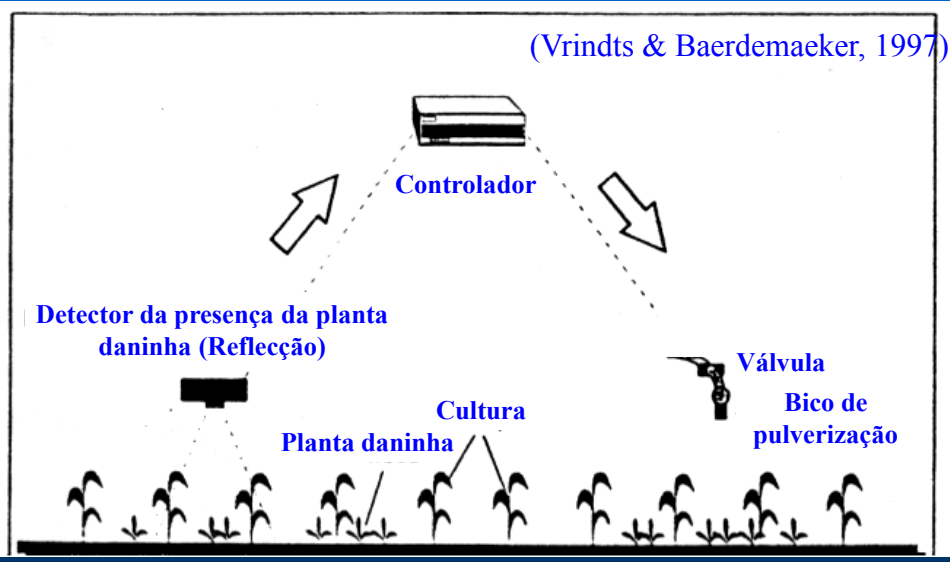 (Vrindts & Baerdemaeker, 1997)
Controlador
Detector da presença da planta
daninha (Reflecção)
Válvula
Bico de
pulverização
Cultura
Planta daninha